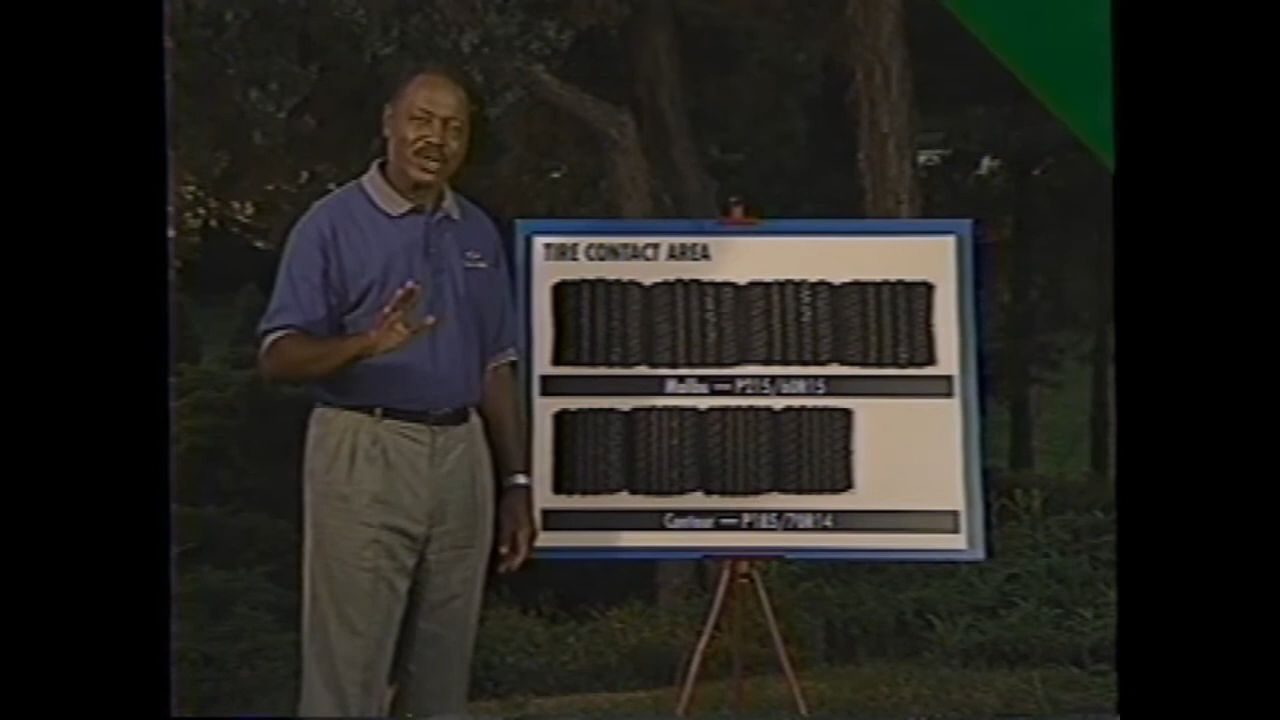 TIRE CONTACT AREA
Malibu — P215/60R15
Contour — P185/70R14